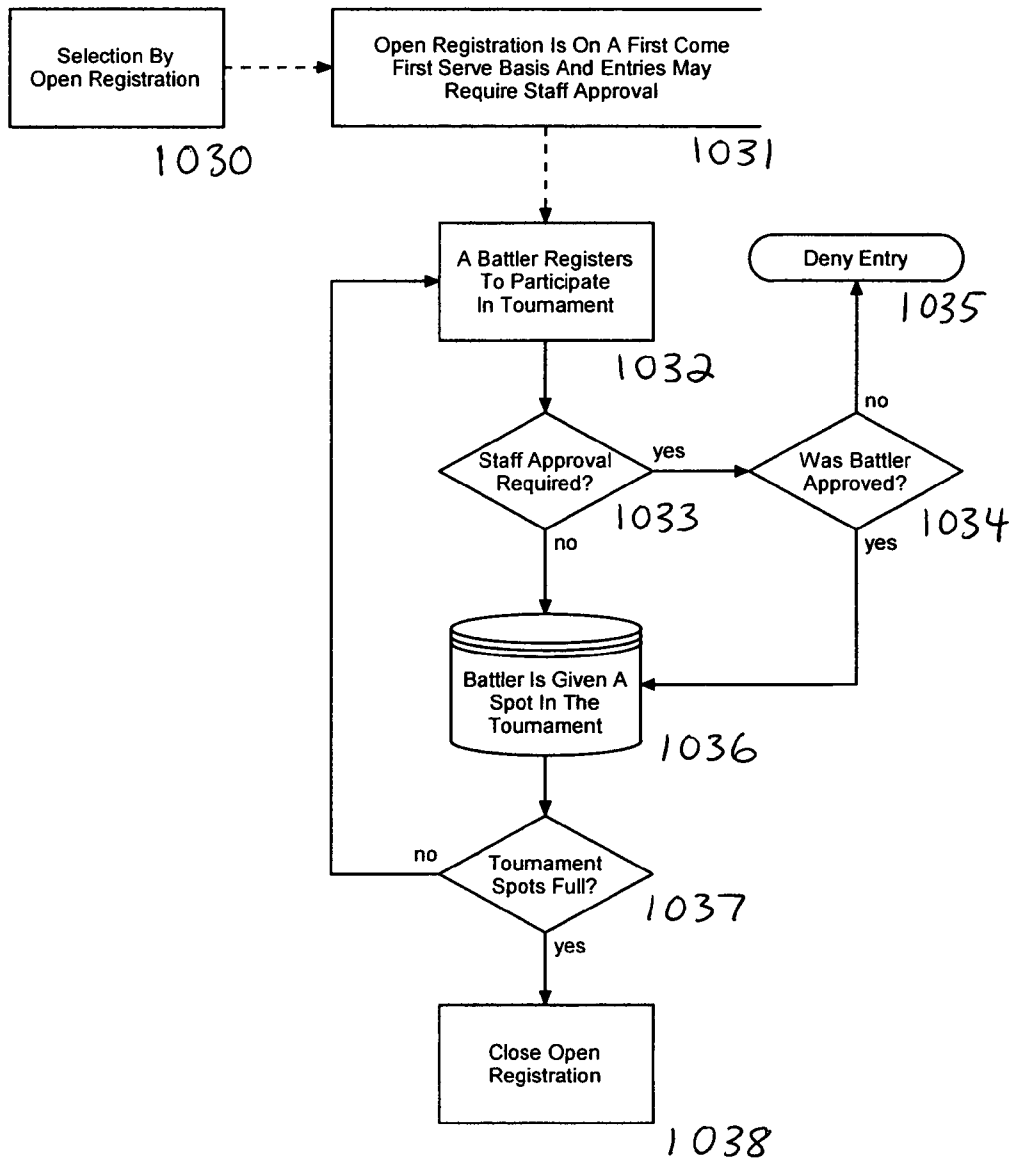 Selection By
Open Registration
1030
Open Registration Is On A First Come
First Serve Basis And Entries May
Require Staff Approval
1031
A Battler Registers
To Participate
In Tournament
1032
Deny Entry
1035
no
Staff Approval
Required?
yes
1033
no
Was Battler
Approved?
1034
yes
Battler Is Given A
Spot In The
Tournament
1036
no
Tournament
Spots Full?
1037
yes
Close Open
Registration
1038